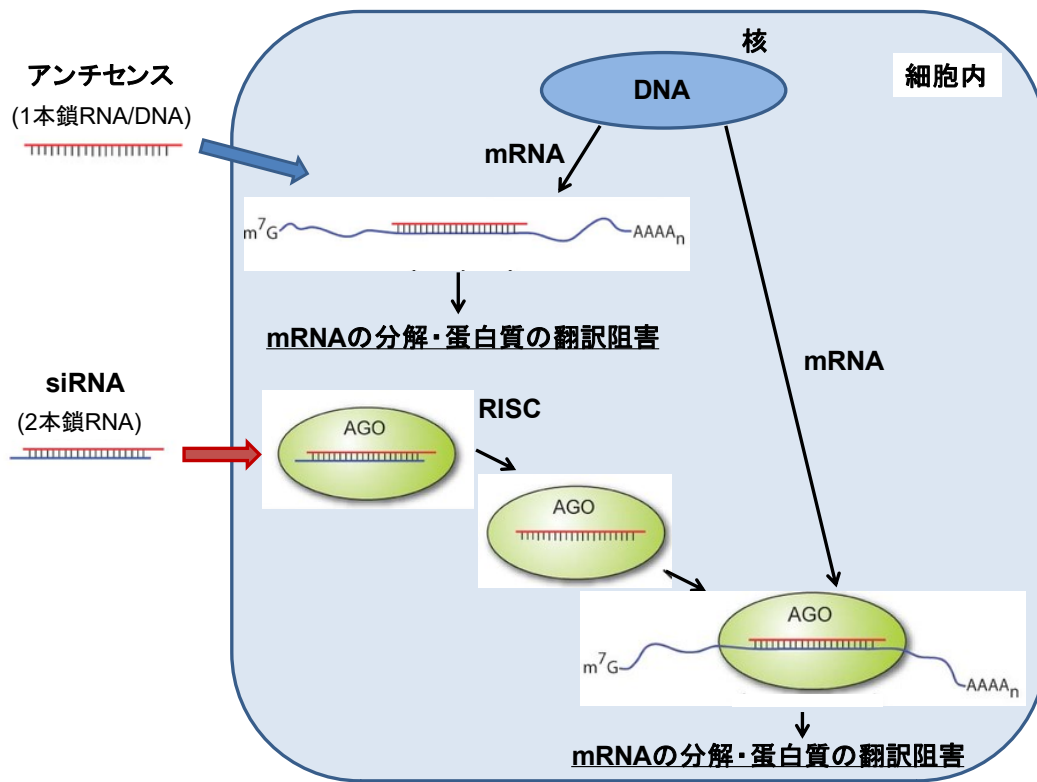 核
細胞内
DNA
アンチセンス
(1本鎖RNA/DNA)
mRNA
m⁷G
AAAAₙ
mRNAの分解・蛋白質の翻訳阻害
mRNA
siRNA
(2本鎖RNA)
RISC
AGO
AGO
AGO
m⁷G
AAAAₙ
mRNAの分解・蛋白質の翻訳阻害